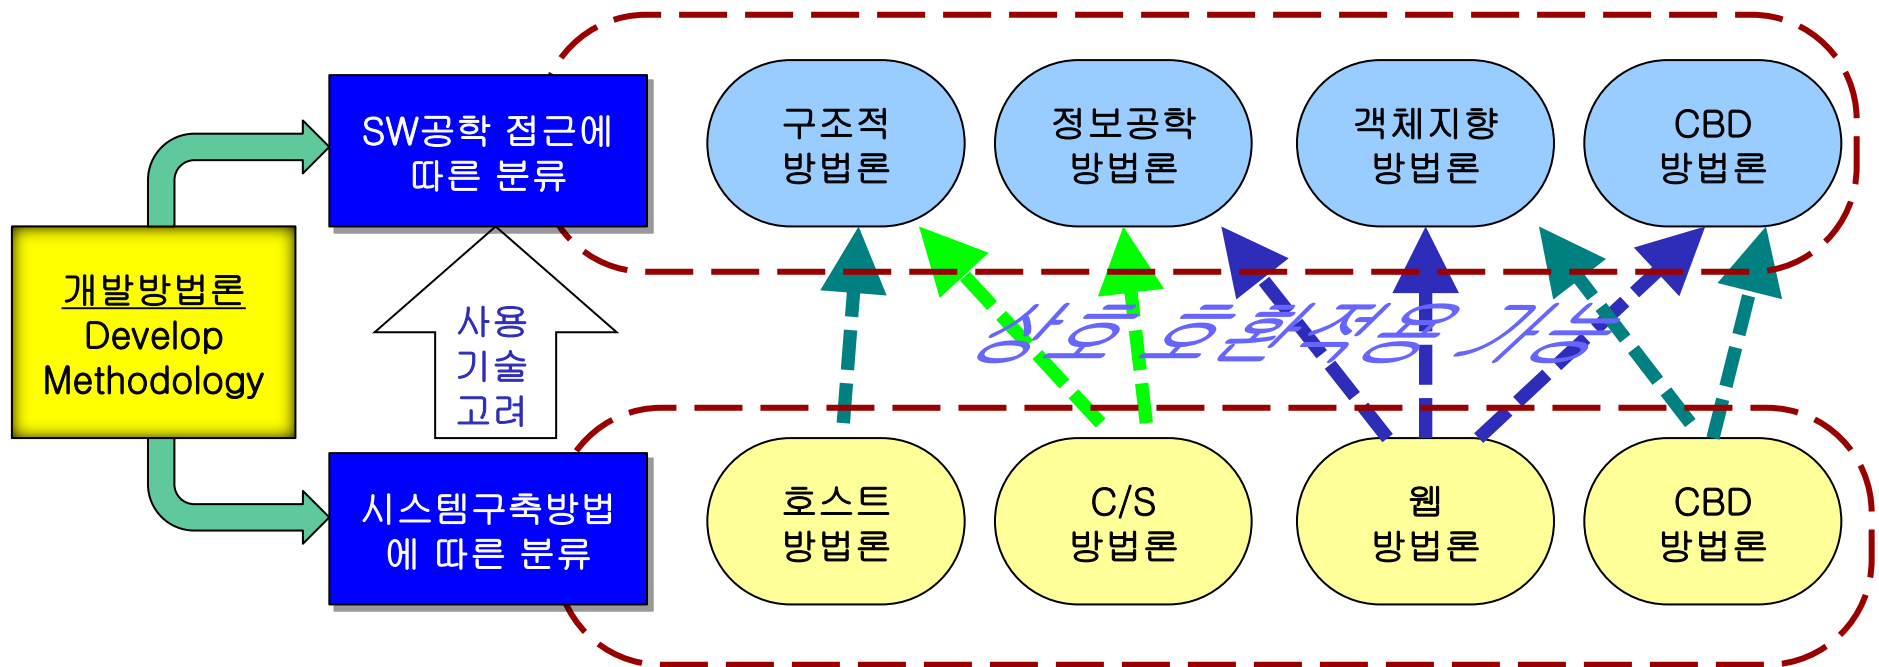 개발방법론
Develop
Methodology
SW공학 접근에
따른 분류
구조적
방법론
정보공학
방법론
객체지향
방법론
CBD
방법론
사용
기술
고려
상호 호환적용 가능
시스템구축방법
에 따른 분류
호스트
방법론
C/S
방법론
웹
방법론
CBD
방법론